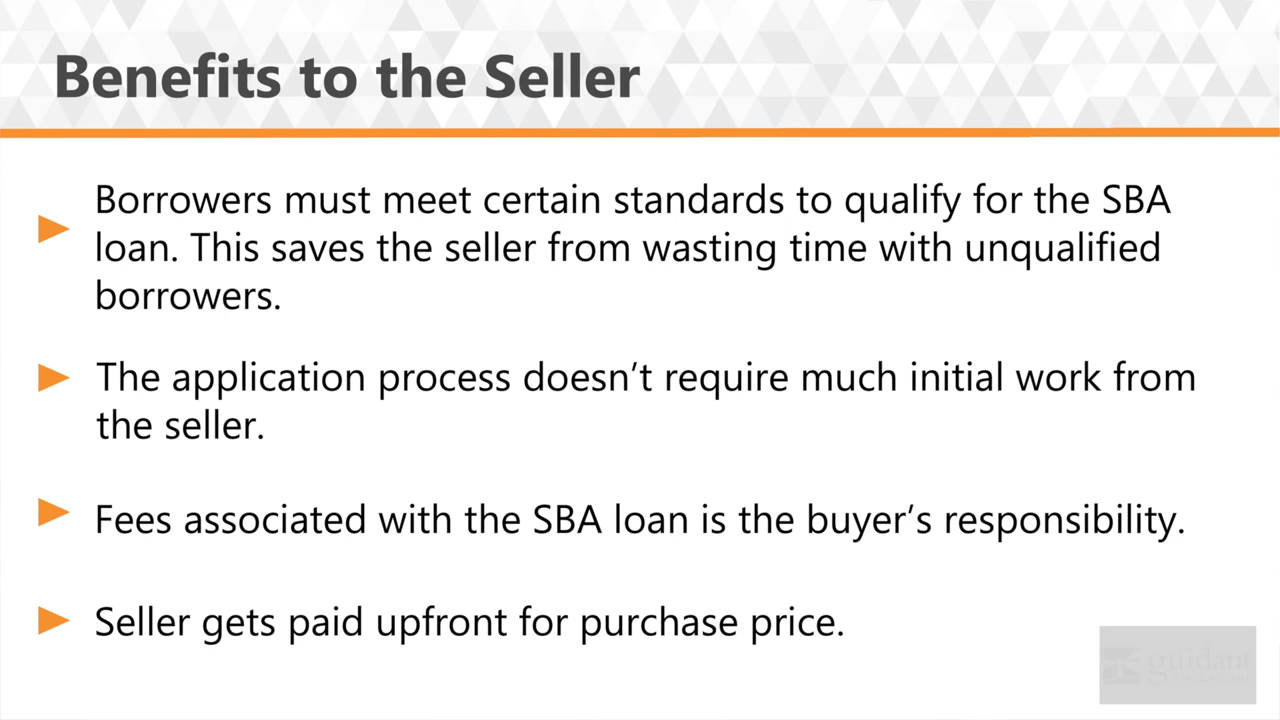 Benefits to the Seller
Borrowers must meet certain standards to qualify for the SBA
loan. This saves the seller from wasting time with unqualified
borrowers.
The application process doesn’t require much initial work from
the seller.
Fees associated with the SBA loan is the buyer’s responsibility.
Seller gets paid upfront for purchase price.
guidant